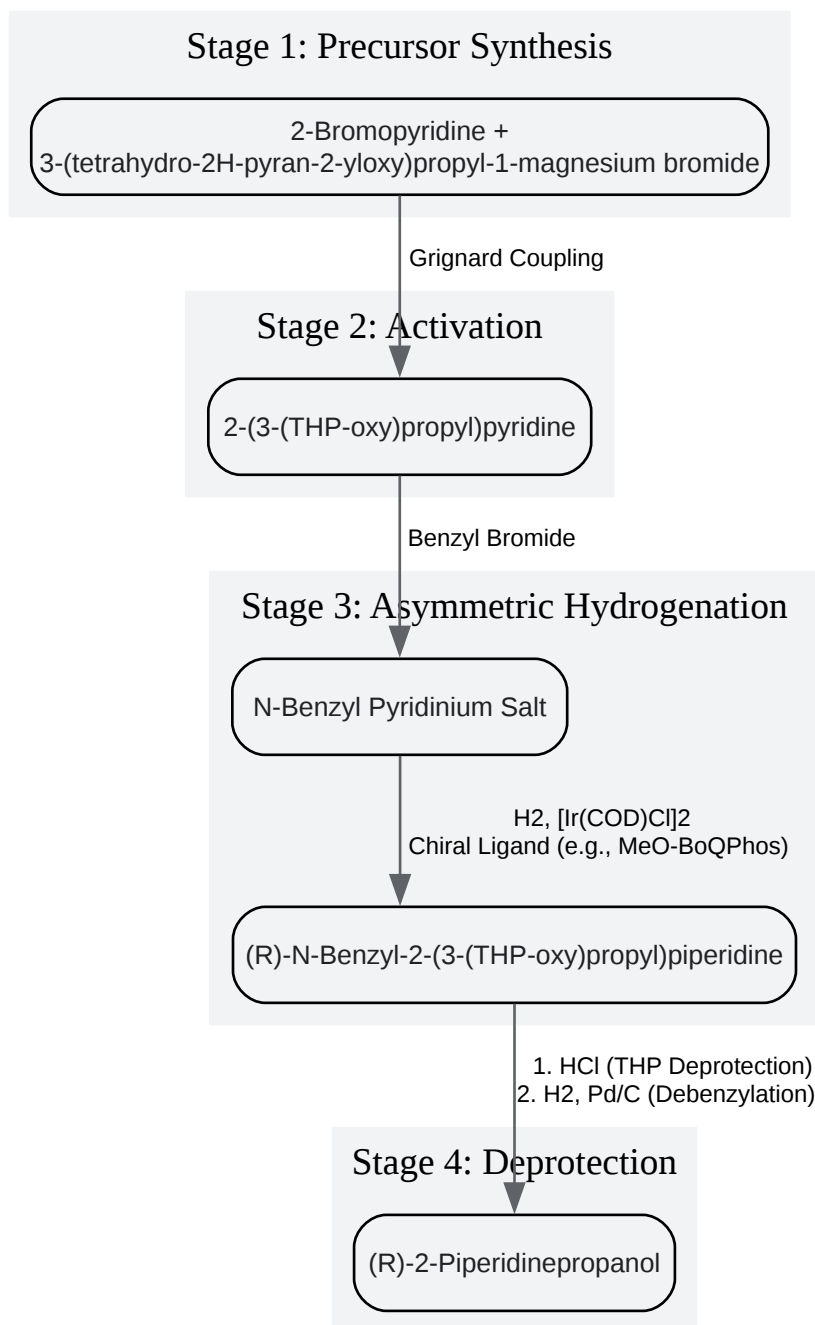 Stage 1: Precursor Synthesis
2-Bromopyridine +
3-(tetrahydro-2H-pyran-2-yloxy)propyl-1-magnesium bromide
Grignard Coupling
Stage 2: Activation
2-(3-(THP-oxy)propyl)pyridine
Benzyl Bromide
Stage 3: Asymmetric Hydrogenation
N-Benzyl Pyridinium Salt
H2, [Ir(COD)Cl]2
Chiral Ligand (e.g., MeO-BoQPhos)
(R)-N-Benzyl-2-(3-(THP-oxy)propyl)piperidine
1. HCl (THP Deprotection)
2. H2, Pd/C (Debenzylation)
Stage 4: Deprotection
(R)-2-Piperidinepropanol